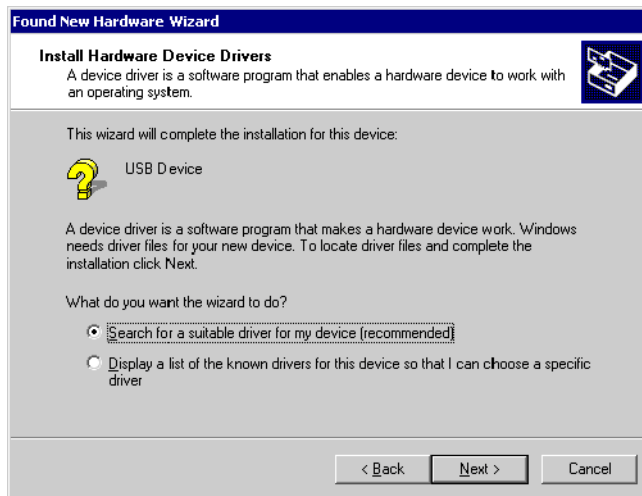 Found New Hardware Wizard
Install Hardware Device Drivers
A device driver is a software program that enables a hardware device to work with
an operating system.
This wizard will complete the installation for this device:
USB Device
A device driver is a software program that makes a hardware device work. Windows
needs driver files for your new device. To locate driver files and complete the
installation click Next.
What do you want the wizard to do?
Search for a suitable driver for my device (recommended)
Display a list of the known drivers for this device so that I can choose a specific
driver
< Back
Next >
Cancel